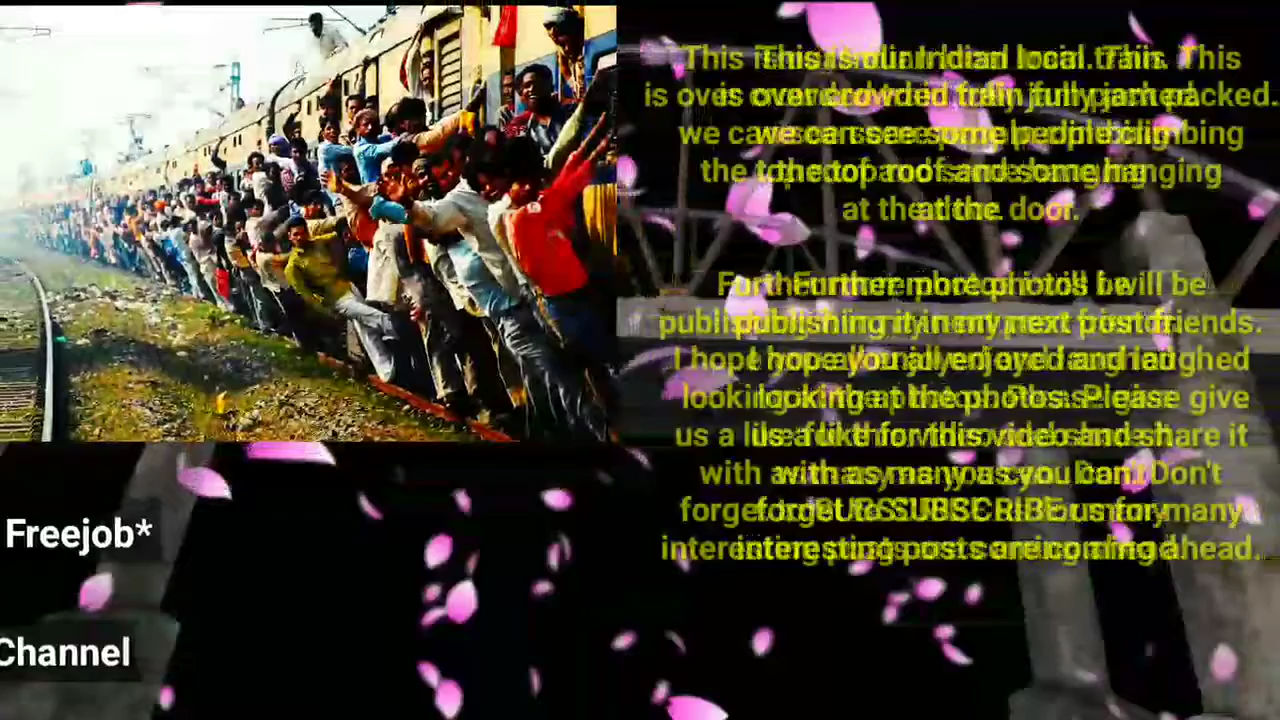 This is Indian local train. This
is over crowded train fully jam packed.
we can see some people climbing
the top roof and some hanging
at the door.
Further photos will be
publishing in my next post friends.
I hope you all enjoyed and laughed
looking at the photos. Please give
us a like for this video and share it
with as many as you can. Don't
forget to SUBSCRIBE us for many
interesting posts coming ahead.
Freejob*
Channel